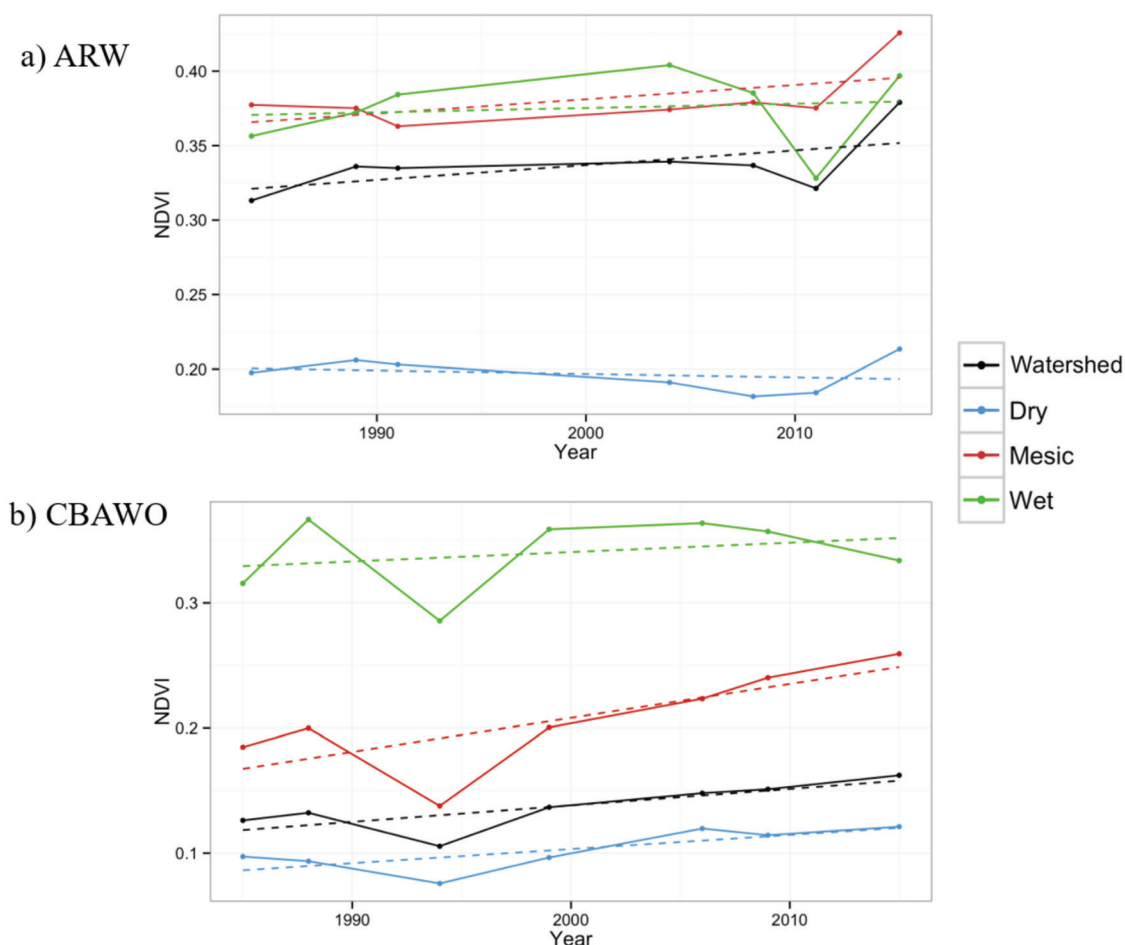 a) ARW
0.40
0.35
0.30
0.25
0.20
NDVI
1990 2000 2010
Year
Watershed
Dry
Mesic
Wet
b) CBAWO
0.3
0.2
0.1
NDVI
1990 2000 2010
Year